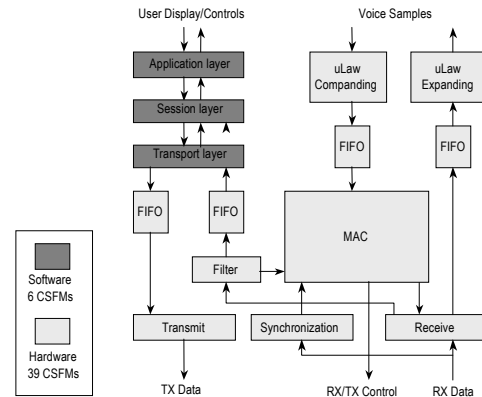 User Display/Controls
Voice Samples
Application layer
uLaw
Companding
uLaw
Expanding
Session layer
FIFO
FIFO
Transport layer
FIFO
FIFO
MAC
Filter
Software
6 CSFMs
Transmit
Synchronization
Receive
Hardware
39 CSFMs
TX Data
RX/TX Control
RX Data